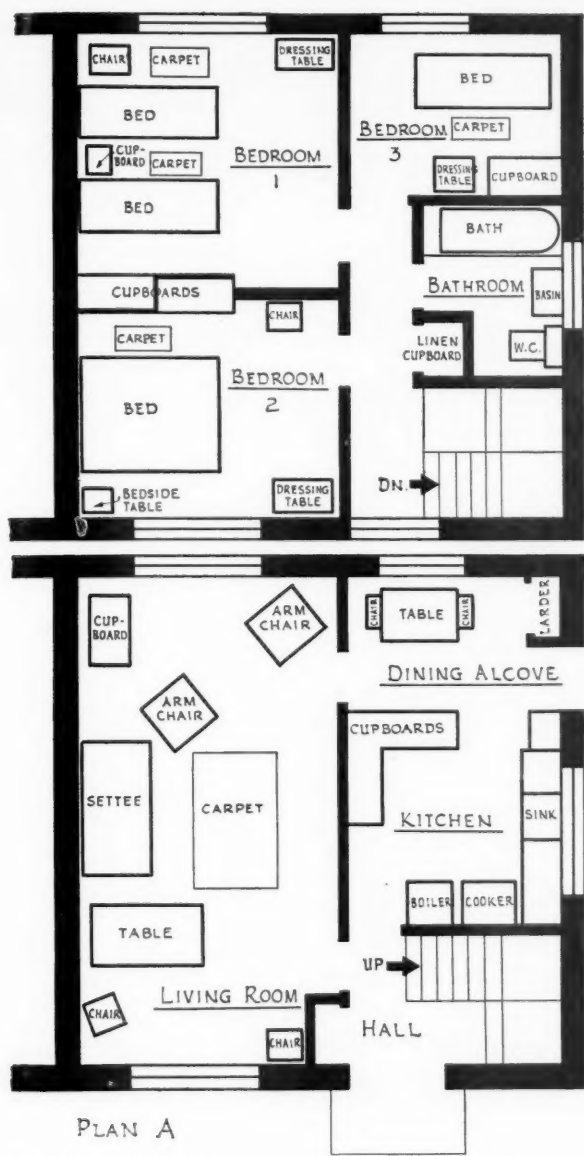 CHAIR
CARPET
DRESSING
TABLE
BED
BED
CUP-
BOARD
CARPET
BEDROOM
1
BEDROOM
3
CARPET
BED
DRESSING
TABLE
CUPBOARD
BATH
BATHROOM
BASIN
LINEN
CUPBOARD
W.C.
CUPBOARDS
CARPET
CHAIR
BEDROOM
2
BED
BEDSIDE
TABLE
DRESSING
TABLE
DN.
CUP-
BOARD
ARM
CHAIR
CHAIR
TABLE
CHAIR
LARDER
DINING ALCOVE
ARM
CHAIR
CUPBOARDS
SETTEE
CARPET
KITCHEN
SINK
BOILER
COOKER
TABLE
UP
LIVING ROOM
CHAIR
CHAIR
HALL
PLAN A